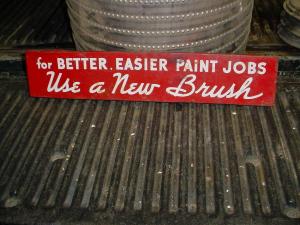 for BETTER, EASIER PAINT JOBS
Use a New Brush